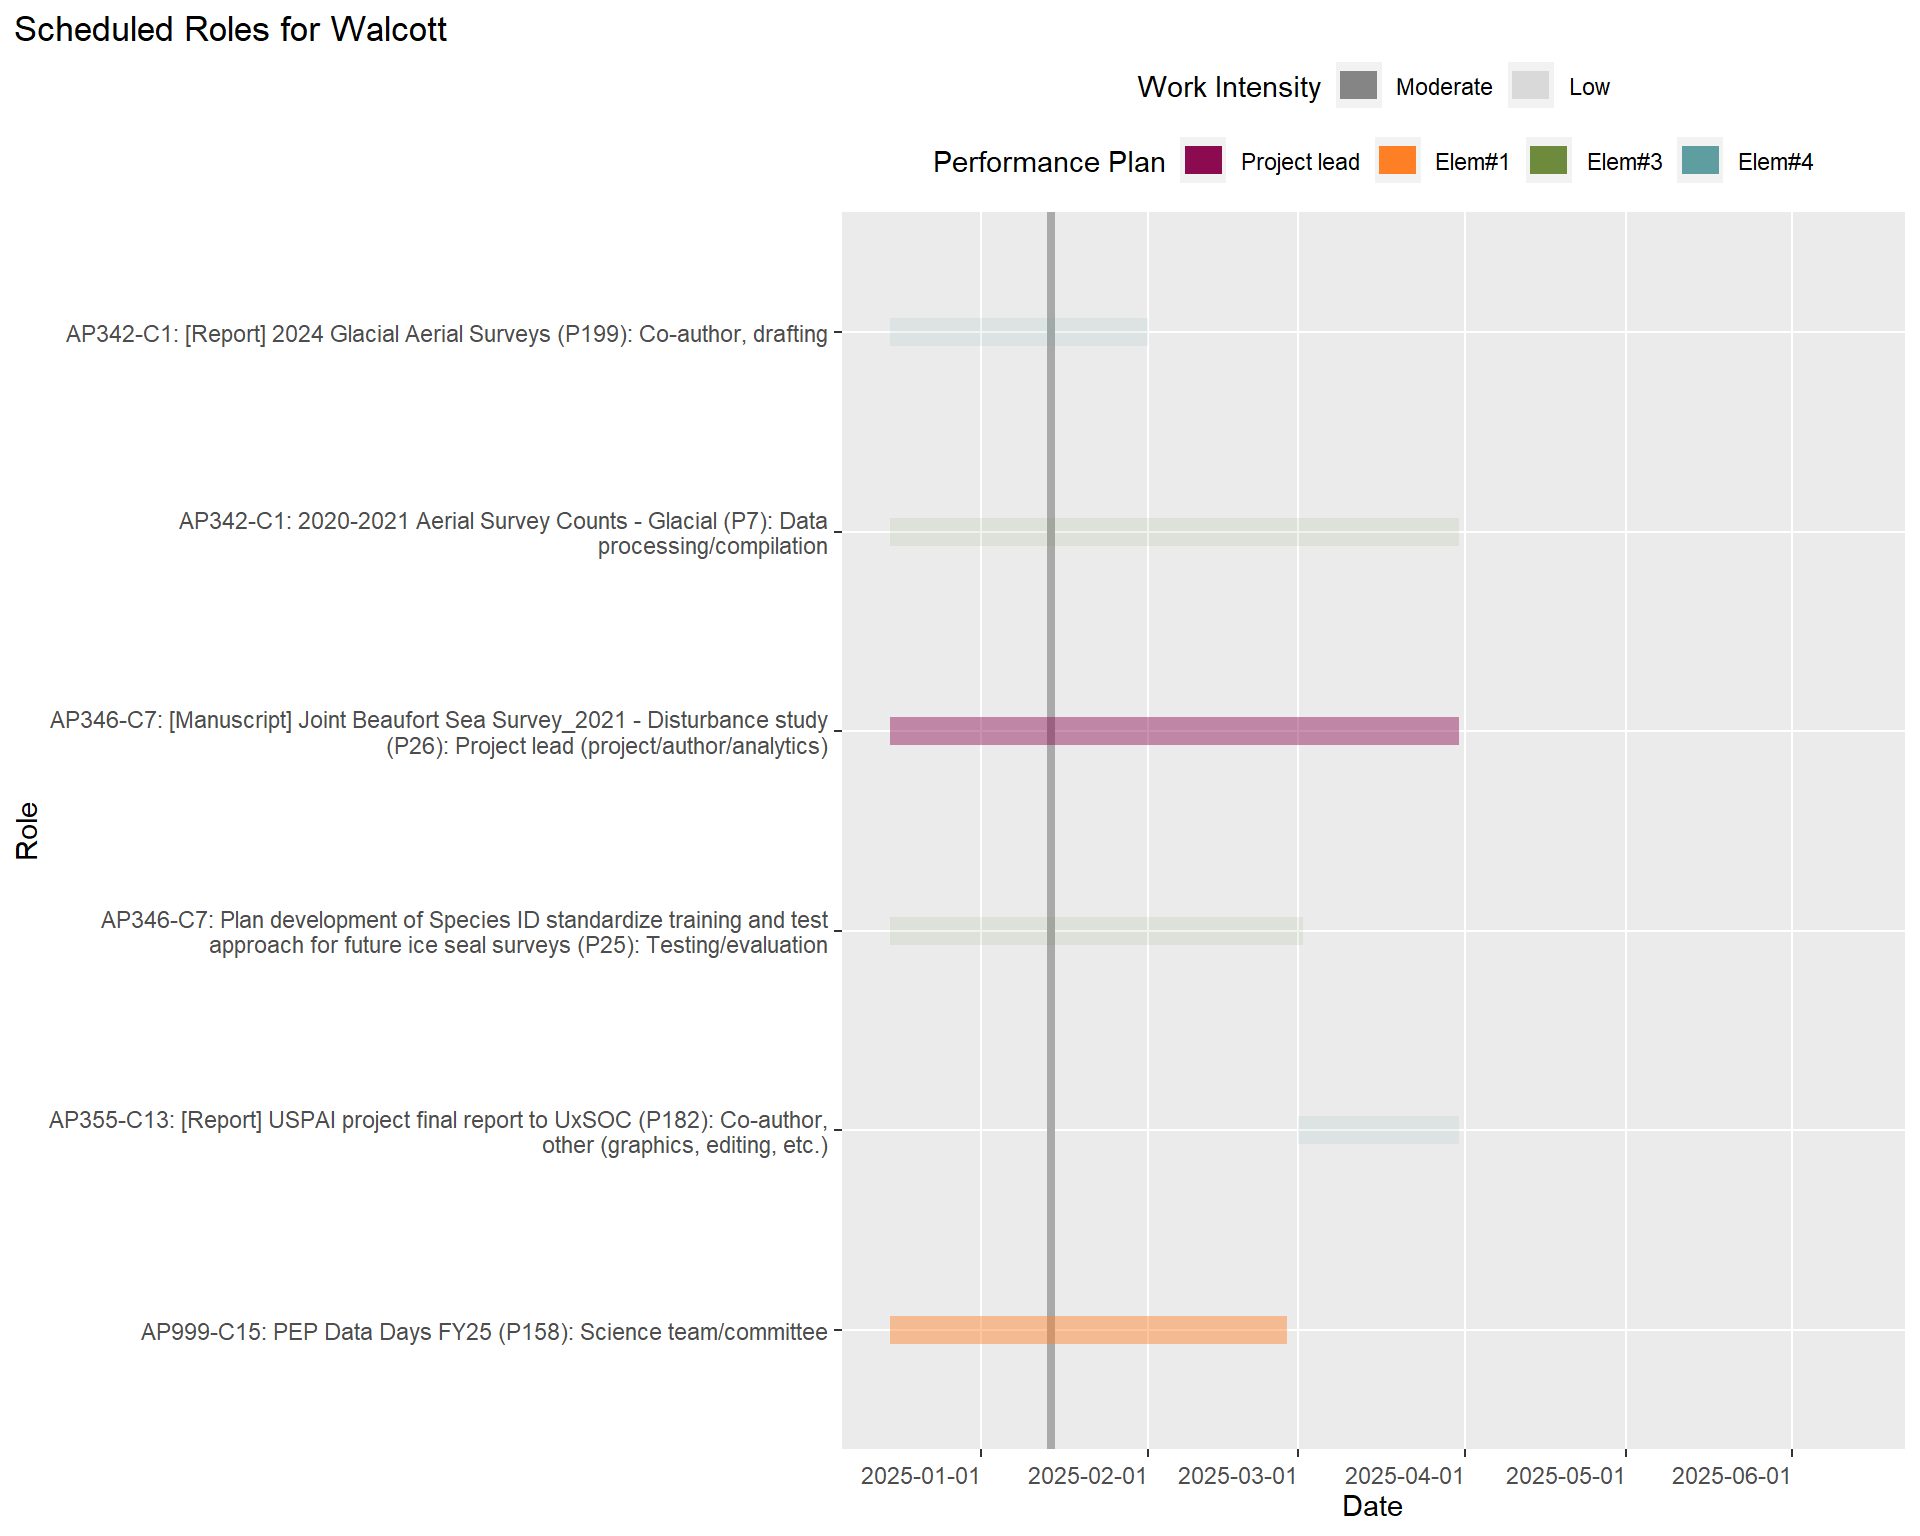 Scheduled Roles for Walcott
Work Intensity Moderate Low
Performance Plan Project lead Elem#1 Elem#3 Elem#4
AP342-C1: [Report] 2024 Glacial Aerial Surveys (P199): Co-author, drafting
AP342-C1: 2020-2021 Aerial Survey Counts - Glacial (P7): Data
processing/compilation
AP346-C7: [Manuscript] Joint Beaufort Sea Survey_2021 - Disturbance study
(P26): Project lead (project/author/analytics)
AP346-C7: Plan development of Species ID standardize training and test
approach for future ice seal surveys (P25): Testing/evaluation
AP355-C13: [Report] USPAI project final report to UxSOC (P182): Co-author,
other (graphics, editing, etc.)
AP999-C15: PEP Data Days FY25 (P158): Science team/committee
Role
2025-01-01 2025-02-01 2025-03-01 2025-04-01 2025-05-01 2025-06-01
Date